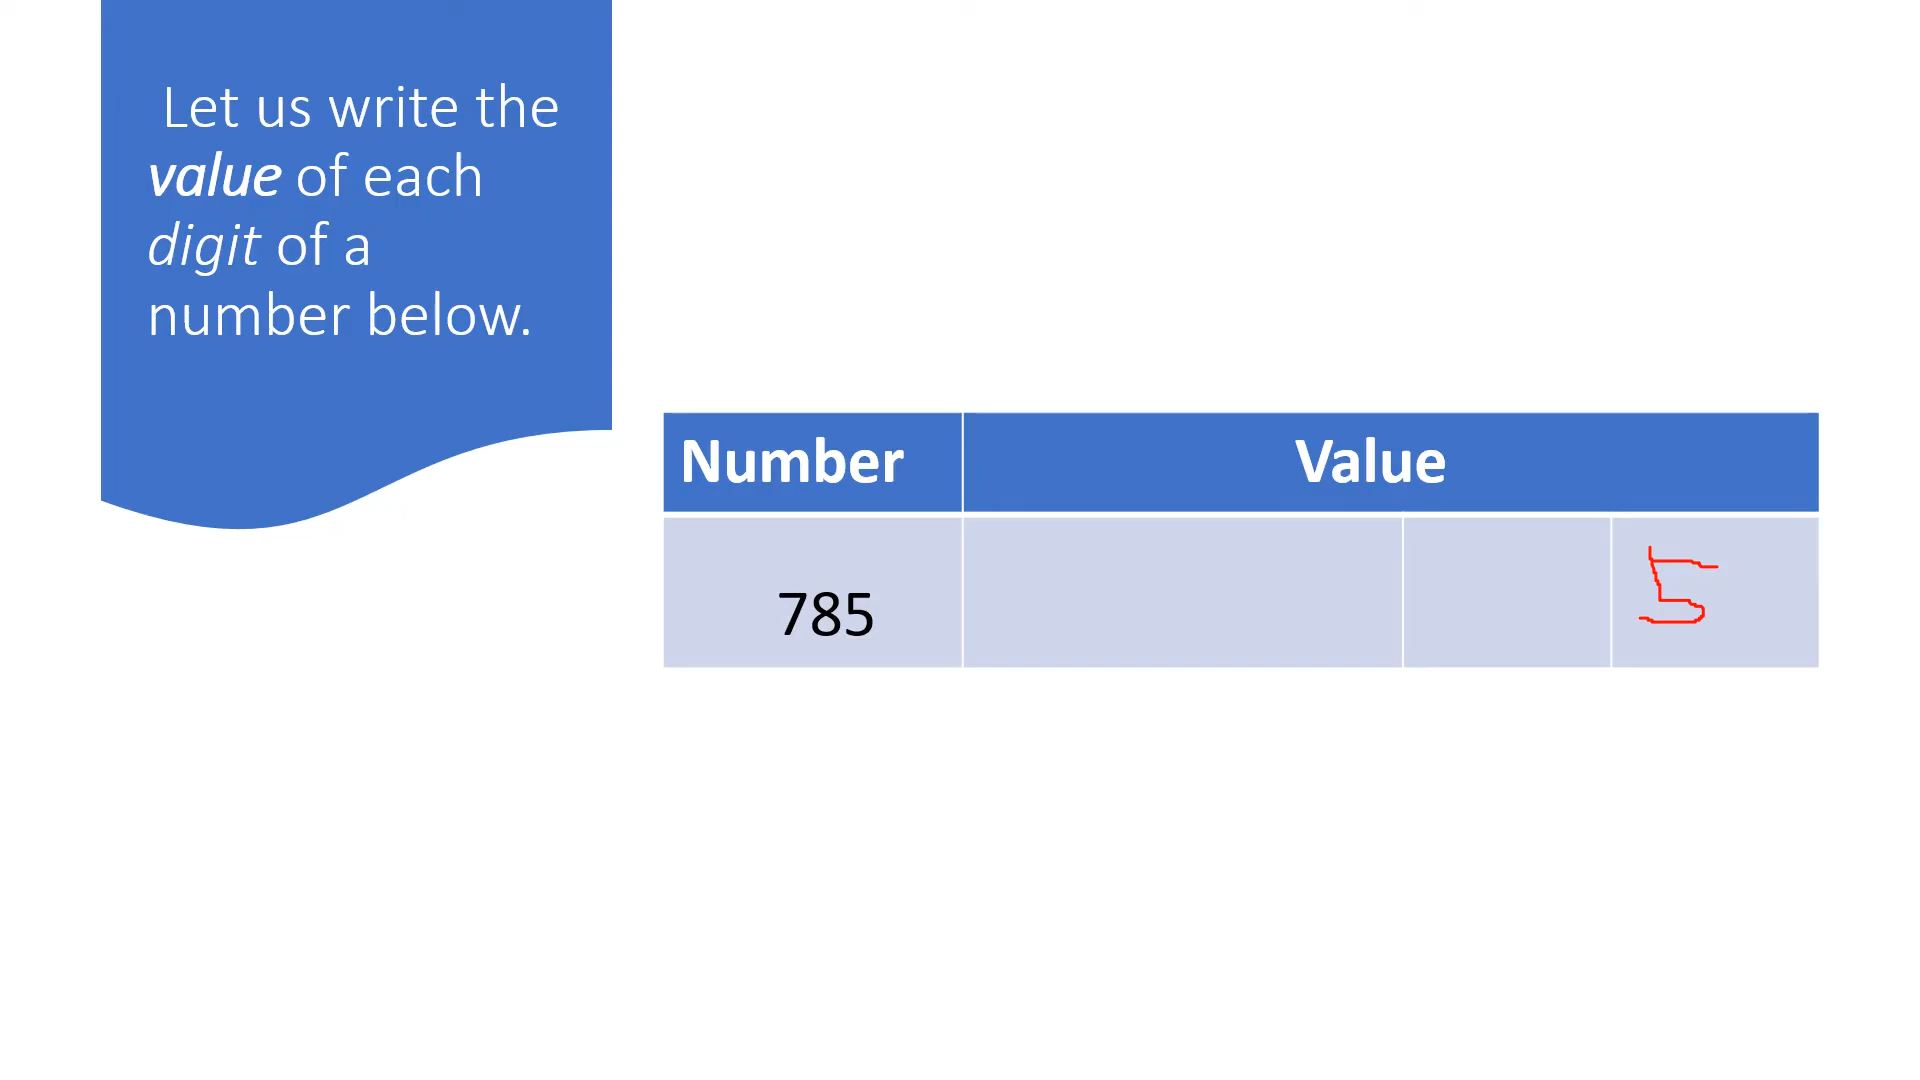 Let us write the
value of each
digit of a
number below.
Number Value
785 5